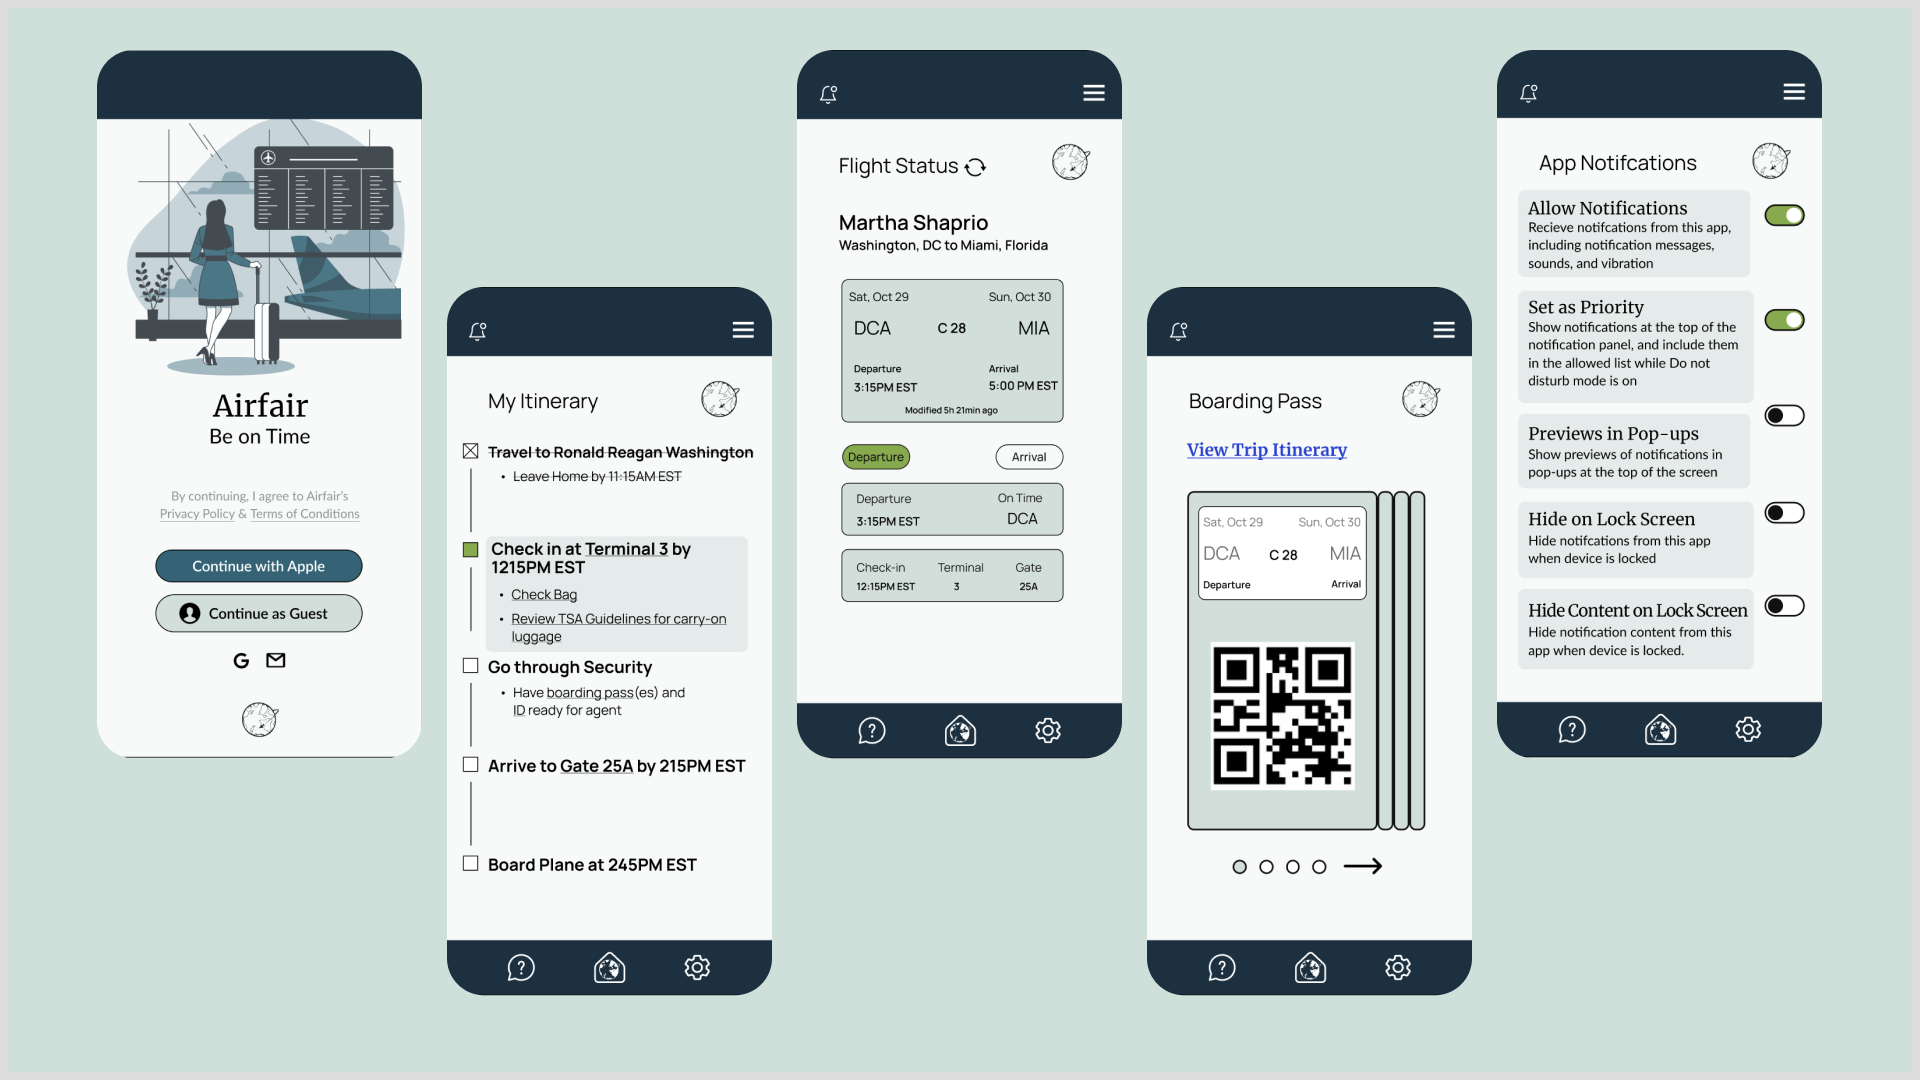 Airfair
Be on Time
By continuing, I agree to Airfair's
Privacy Policy & Terms of Conditions
Continue with Apple
Continue as Guest
G
My Itinerary
Travel to Ronald Reagan Washington
• Leave Home by 11:15AM EST
Check in at Terminal 3 by
1215PM EST
• Check Bag
• Review TSA Guidelines for carry-on
luggage
Go through Security
• Have boarding pass(es) and
ID ready for agent
Arrive to Gate 25A by 215PM EST
Board Plane at 245PM EST
?
Flight Status
Martha Shaprio
Washington, DC to Miami, Florida
Sat, Oct 29 Sun, Oct 30
DCA C 28 MIA
Departure Arrival
3:15PM EST 5:00 PM EST
Modified 5h 21min ago
Departure Arrival
Departure On Time
3:15PM EST DCA
Check-in Terminal Gate
12:15PM EST 3 25A
?
Boarding Pass
View Trip Itinerary
Sat, Oct 29 Sun, Oct 30
DCA C 28 MIA
Departure Arrival
?
App Notifcations
Allow Notifications
Recieve notifcations from this app,
including notification messages,
sounds, and vibration
Set as Priority
Show notifications at the top of the
notification panel, and include them
in the allowed list while Do not
disturb mode is on
Previews in Pop-ups
Show previews of notifications in
pop-ups at the top of the screen
Hide on Lock Screen
Hide notifcations from this app
when device is locked
Hide Content on Lock Screen
Hide notification content from this
app when device is locked.
?